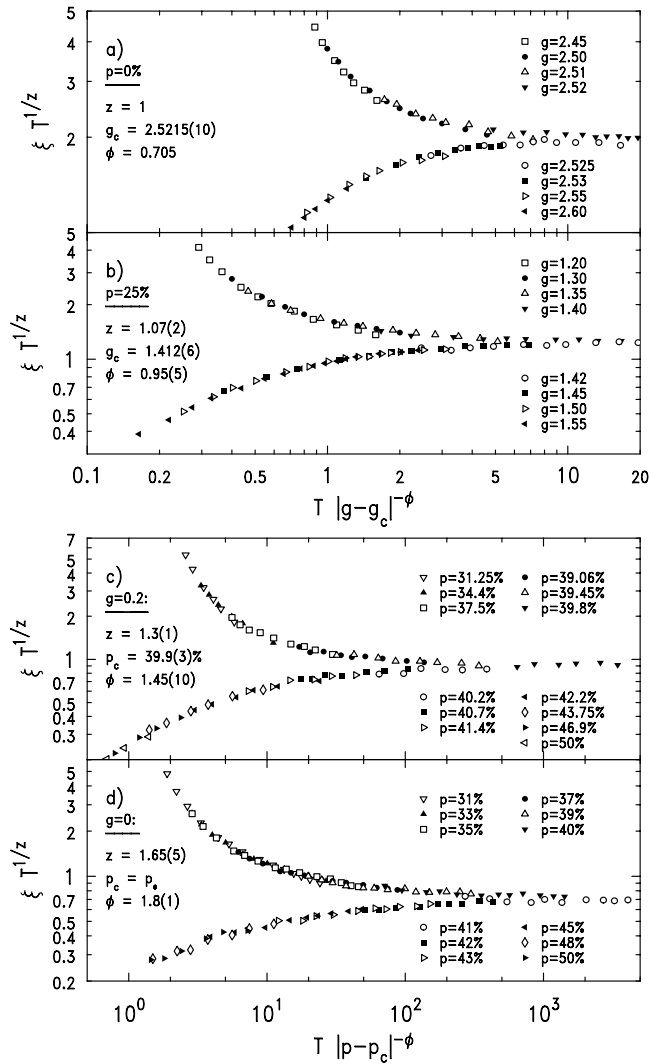 5
4
3
2
ξ T^{1/z}
a)
p=0%
z = 1
g_c = 2.5215(10)
ϕ = 0.705
□ g=2.45
● g=2.50
△ g=2.51
▼ g=2.52
○ g=2.525
■ g=2.53
▷ g=2.55
◀ g=2.60
5
4
3
2
1
0.7
0.5
0.4
ξ T^{1/z}
b)
p=25%
z = 1.07(2)
g_c = 1.412(6)
ϕ = 0.95(5)
□ g=1.20
● g=1.30
△ g=1.35
▼ g=1.40
○ g=1.42
■ g=1.45
▷ g=1.50
◀ g=1.55
0.1 0.2 0.5 1 2 5 10 20
T |g-g_c|^{-ϕ}
7
5
4
3
2
1
0.7
0.5
0.4
0.3
ξ T^{1/z}
c)
g=0.2:
z = 1.3(1)
p_c = 39.9(3)%
ϕ = 1.45(10)
▽ p=31.25% ● p=39.06%
▲ p=34.4% △ p=39.45%
□ p=37.5% ▼ p=39.8%
○ p=40.2% ◀ p=42.2%
■ p=40.7% ◇ p=43.75%
▷ p=41.4% ▶ p=46.9%
◁ p=50%
5
4
3
2
1
0.7
0.5
0.4
0.3
0.2
ξ T^{1/z}
d)
g=0:
z = 1.65(5)
p_c = p_*
ϕ = 1.8(1)
▽ p=31% ● p=37%
▲ p=33% △ p=39%
□ p=35% ▼ p=40%
○ p=41% ◀ p=45%
■ p=42% ◇ p=48%
▷ p=43% ▶ p=50%
10^0 10^1 10^2 10^3
T |p-p_c|^{-ϕ}